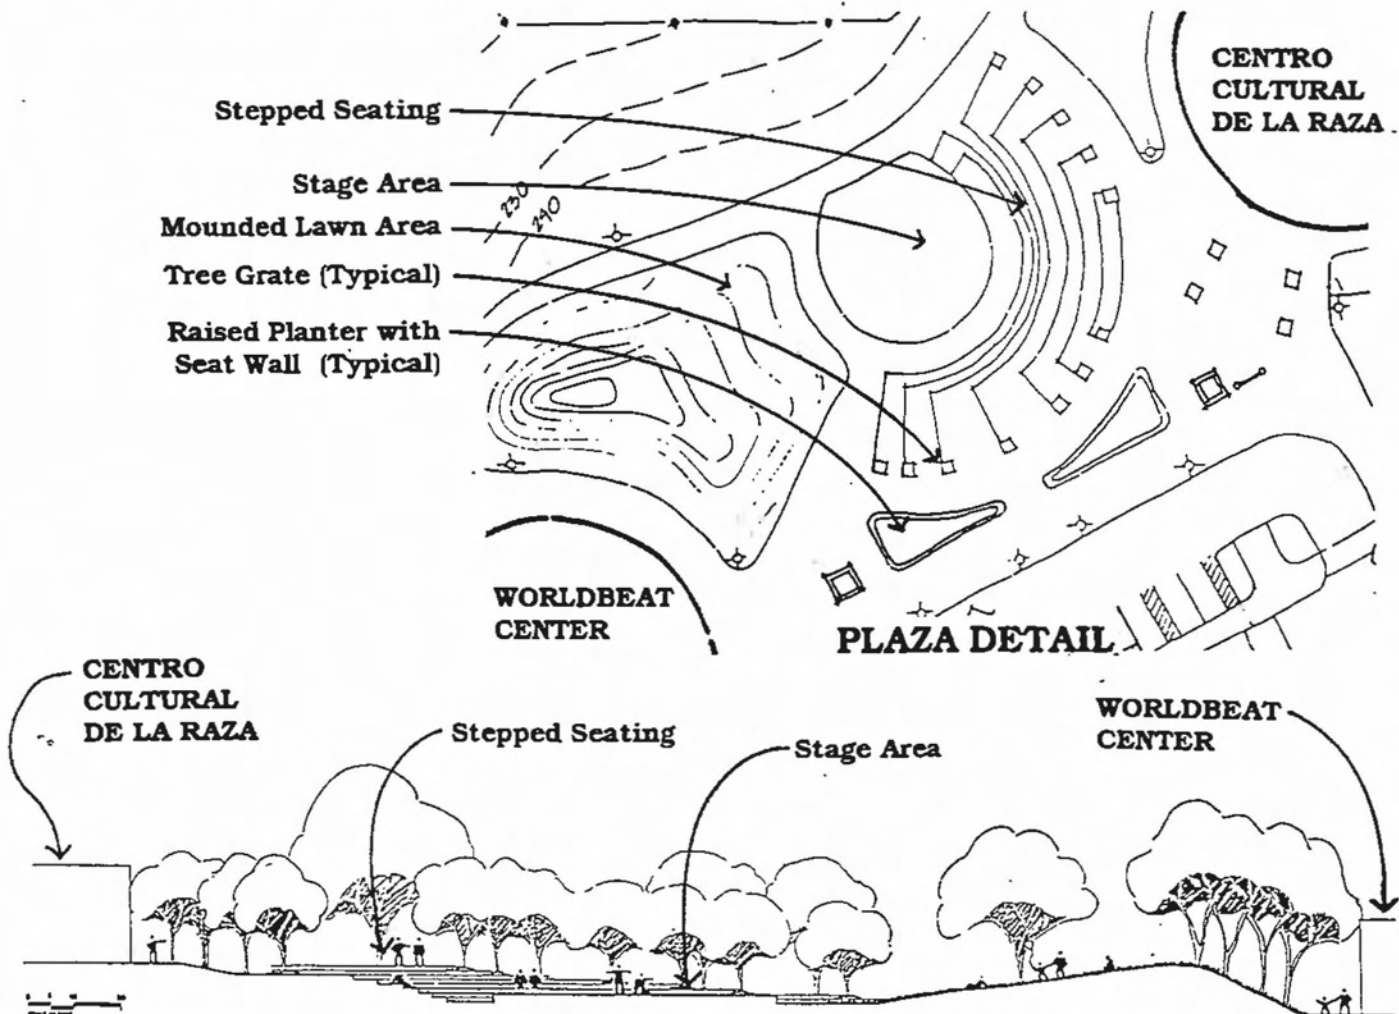 CENTRO
CULTURAL
DE LA RAZA
Stepped Seating
Stage Area
Mounded Lawn Area
Tree Grate (Typical)
Raised Planter with
Seat Wall (Typical)
230
290
WORLDBEAT
CENTER
PLAZA DETAIL
CENTRO
CULTURAL
DE LA RAZA
Stepped Seating
Stage Area
WORLDBEAT
CENTER